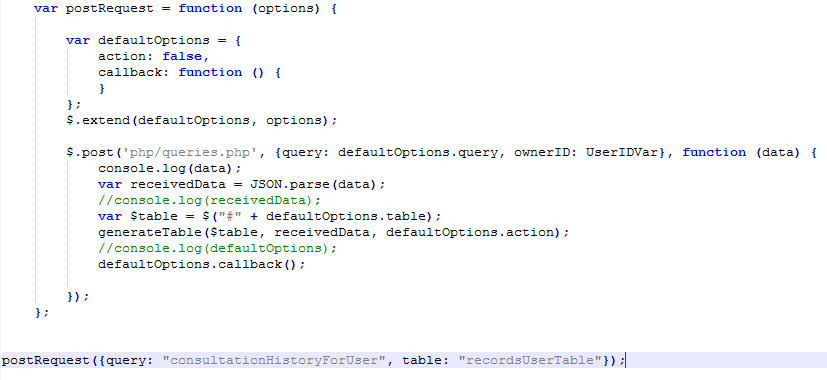 var postRequest = function (options) {
var defaultOptions = {
action: false,
callback: function () {
}
};
$.extend(defaultOptions, options);
$.post('php/queries.php', {query: defaultOptions.query, ownerID: UserIDVar}, function (data) {
console.log(data);
var receivedData = JSON.parse(data);
//console.log(receivedData);
var $table = $("#" + defaultOptions.table);
generateTable($table, receivedData, defaultOptions.action);
//console.log(defaultOptions);
defaultOptions.callback();
});
};
postRequest({query: "consultationHistoryForUser", table: "recordsUserTable"});